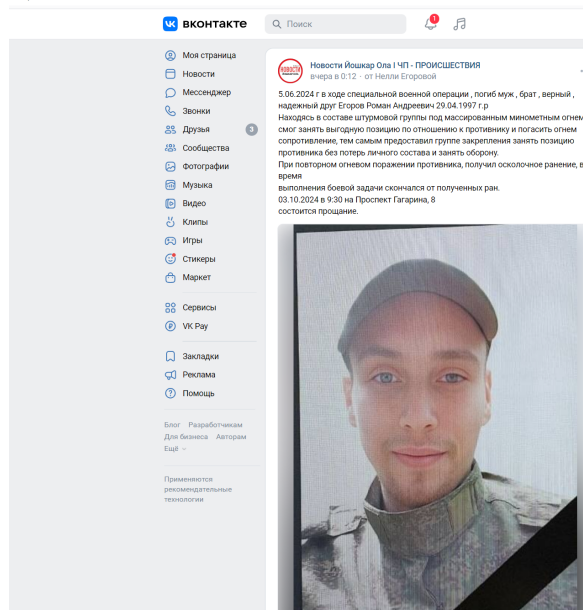 вконтакте
Поиск
1
Моя страница
Новости
Мессенджер
Звонки
Друзья
3
Сообщества
Фотографии
Музыка
Видео
Клипы
Игры
Стикеры
Маркет
Сервисы
VK Pay
Закладки
Реклама
Помощь
Блог Разработчикам
Для бизнеса Авторам
Ещё
Применяются
рекомендательные
технологии
НОВОСТИ
Новости Йошкар Ола I ЧП - ПРОИСШЕСТВИЯ
вчера в 0:12 · от Нелли Егоровой
5.06.2024 г в ходе специальной военной операции , погиб муж , брат , верный ,
надежный друг Егоров Роман Андреевич 29.04.1997 г.р
Находясь в составе штурмовой группы под массированным минометным огнем
смог занять выгодную позицию по отношению к противнику и погасить огнем
сопротивление, тем самым предоставил группе закрепления занять позицию
противника без потерь личного состава и занять оборону.
При повторном огневом поражении противника, получил осколочное ранение, в
время
выполнения боевой задачи скончался от полученных ран.
03.10.2024 в 9:30 на Проспект Гагарина, 8
состоится прощание.